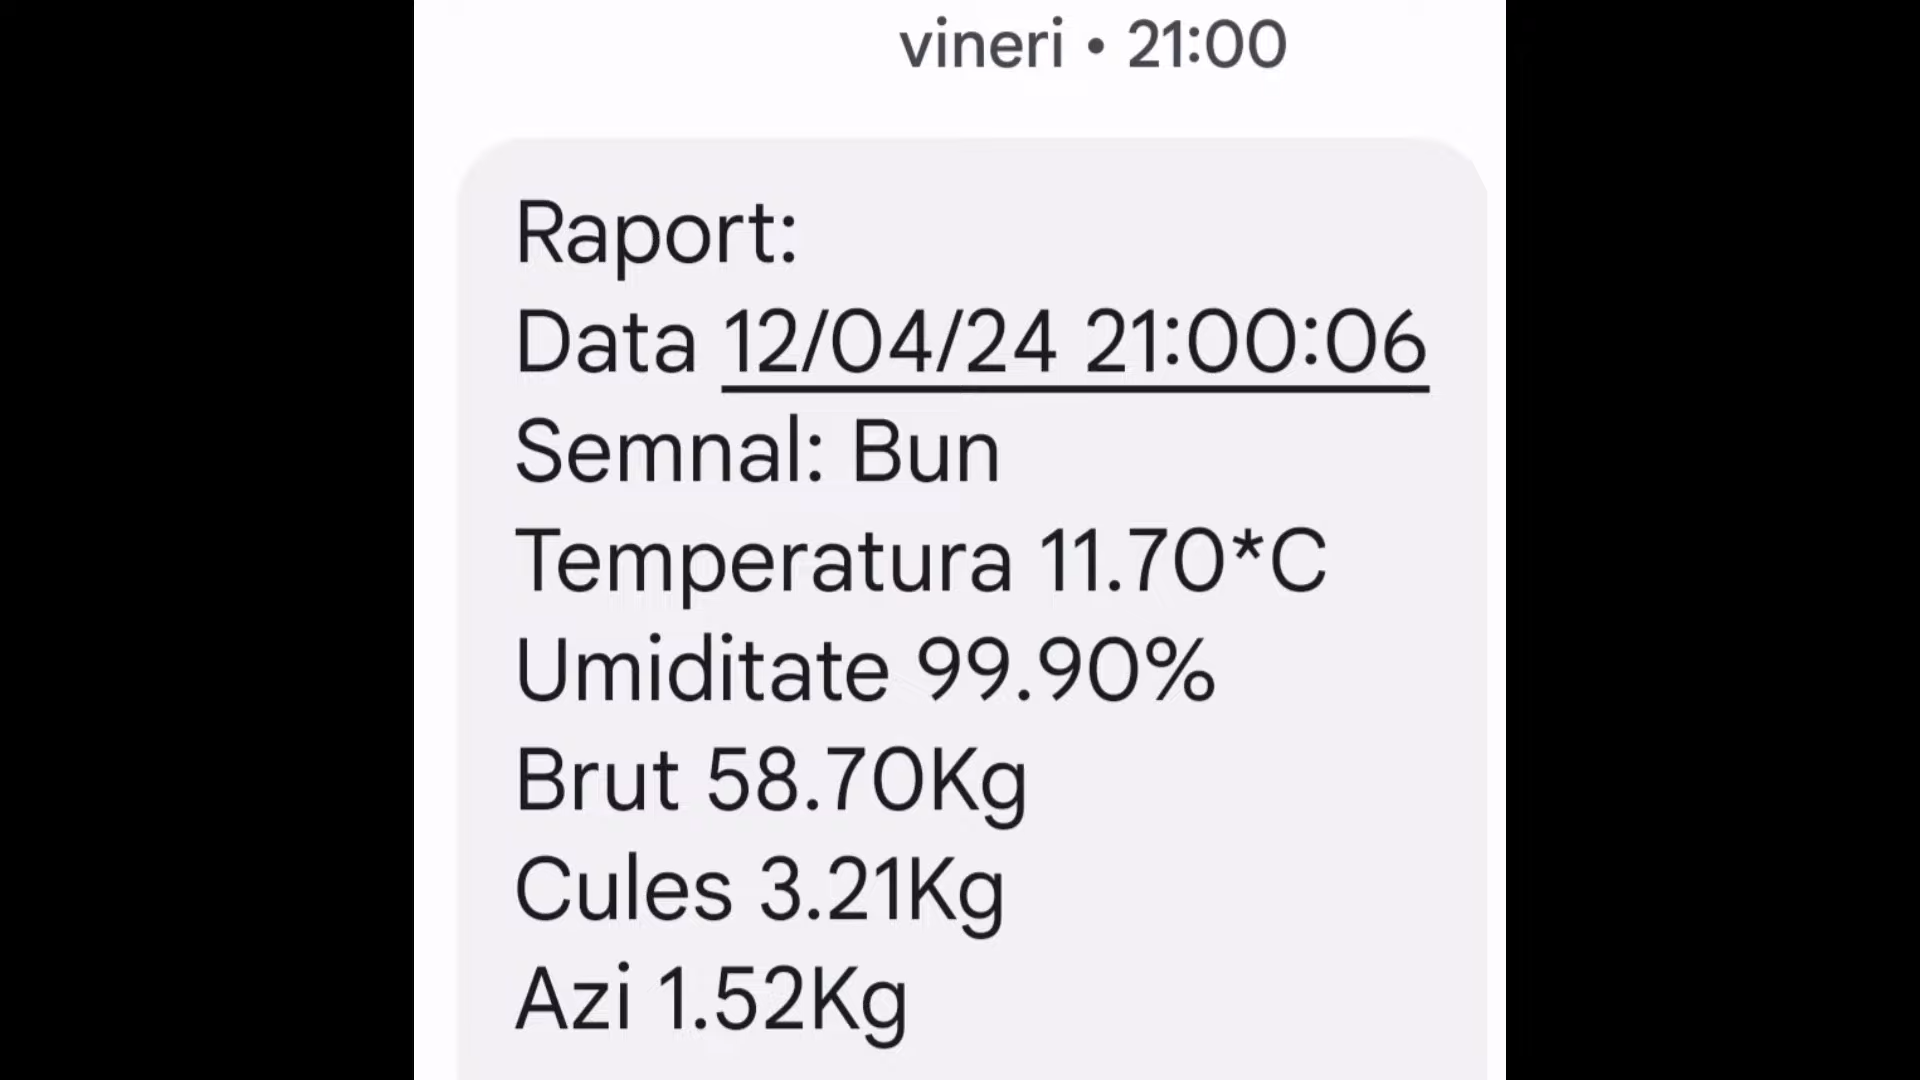 vineri • 21:00
Raport:
Data 12/04/24 21:00:06
Semnal: Bun
Temperatura 11.70*C
Umiditate 99.90%
Brut 58.70Kg
Cules 3.21Kg
Azi 1.52Kg